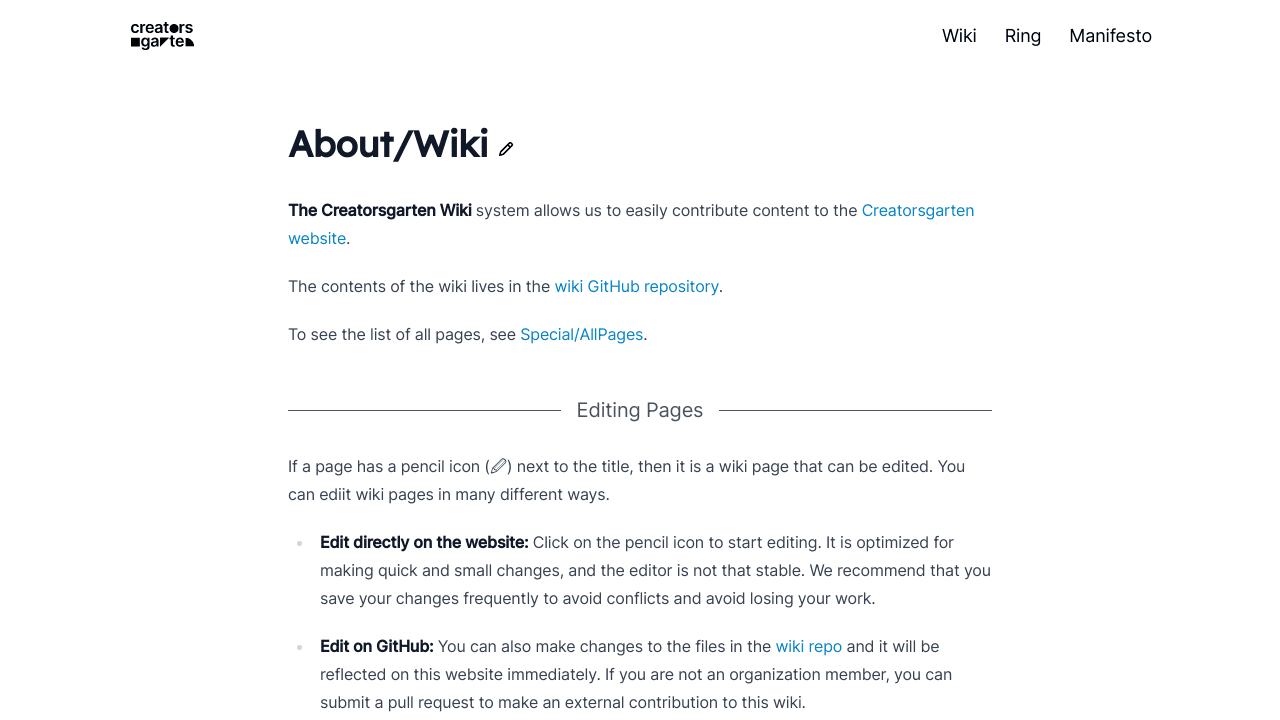 creators
garten
Wiki Ring Manifesto
About/Wiki
The Creatorsgarten Wiki system allows us to easily contribute content to the Creatorsgarten
website.
The contents of the wiki lives in the wiki GitHub repository.
To see the list of all pages, see Special/AllPages.
Editing Pages
If a page has a pencil icon (🖉) next to the title, then it is a wiki page that can be edited. You
can ediit wiki pages in many different ways.
Edit directly on the website: Click on the pencil icon to start editing. It is optimized for
making quick and small changes, and the editor is not that stable. We recommend that you
save your changes frequently to avoid conflicts and avoid losing your work.
Edit on GitHub: You can also make changes to the files in the wiki repo and it will be
reflected on this website immediately. If you are not an organization member, you can
submit a pull request to make an external contribution to this wiki.